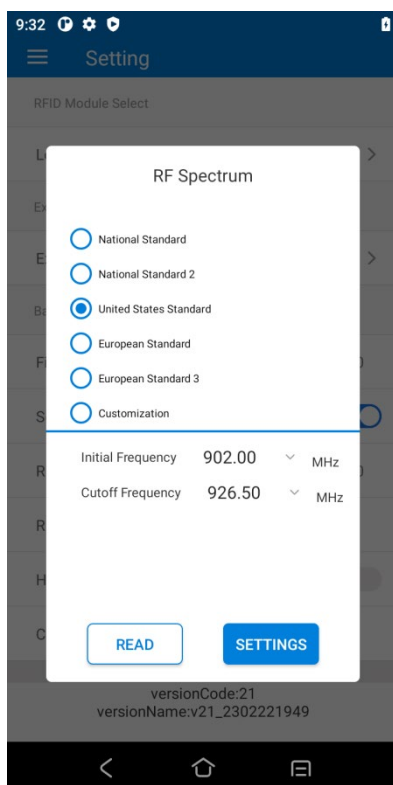 9:32
Setting
RFID Module Select
RF Spectrum
National Standard
National Standard 2
United States Standard
European Standard
European Standard 3
Customization
Initial Frequency 902.00 MHz
Cutoff Frequency 926.50 MHz
READ SETTINGS
versionCode:21
versionName:v21_2302221949